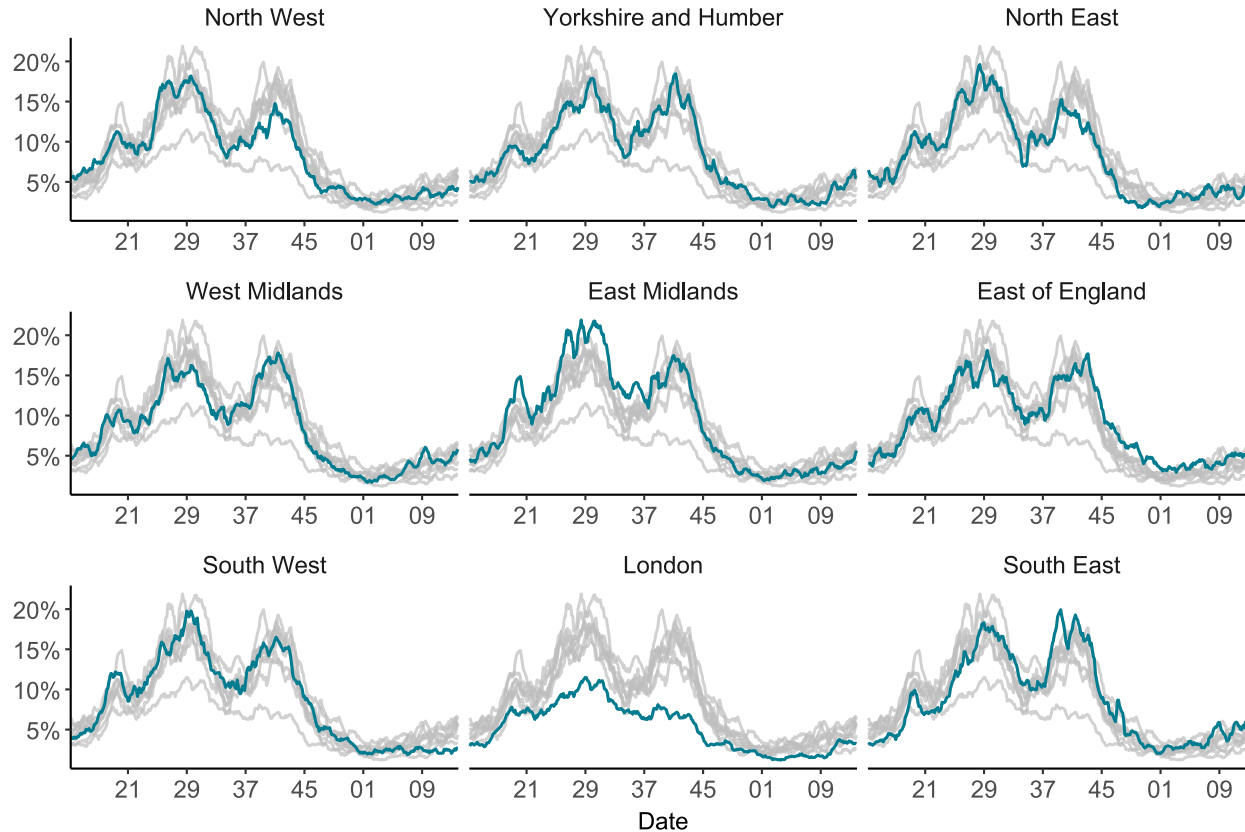 North West Yorkshire and Humber North East
20%
15%
10%
5%
21 29 37 45 01 09 21 29 37 45 01 09 21 29 37 45 01 09
West Midlands East Midlands East of England
20%
15%
10%
5%
21 29 37 45 01 09 21 29 37 45 01 09 21 29 37 45 01 09
South West London South East
20%
15%
10%
5%
21 29 37 45 01 09 21 29 37 45 01 09 21 29 37 45 01 09
Date